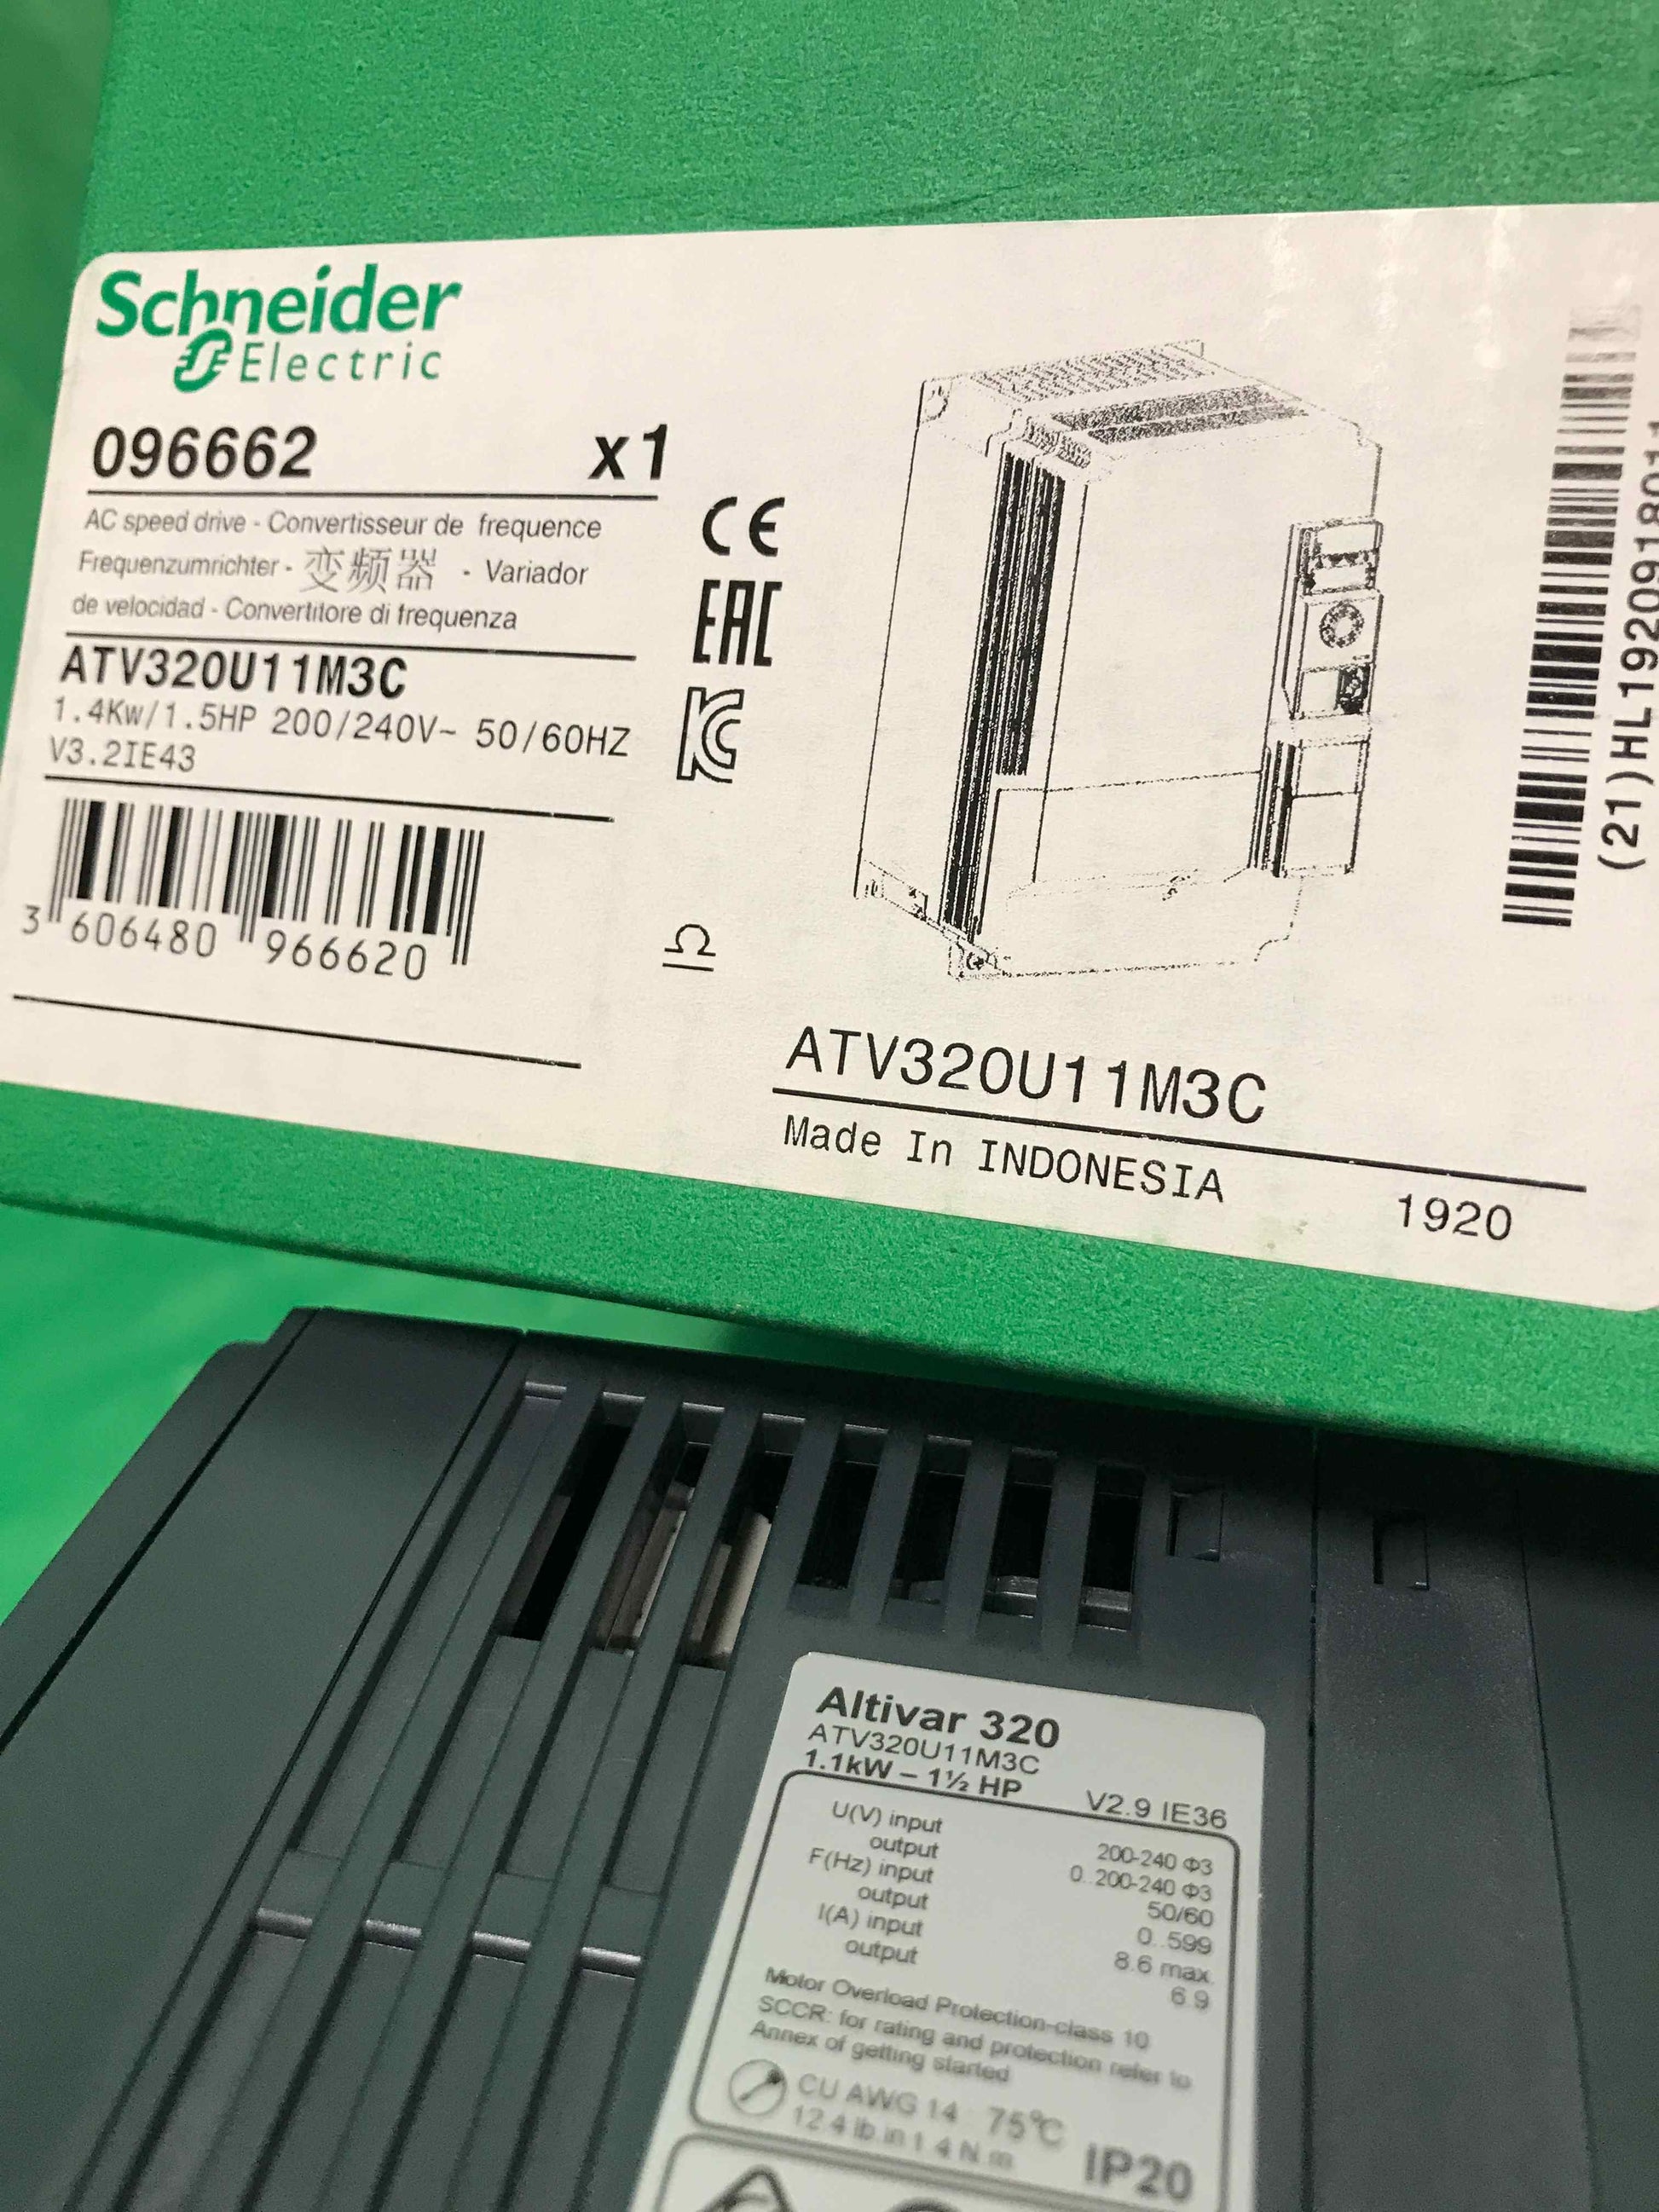 Schneider
Electric
096662 x1
AC speed drive - Convertisseur de frequence
Frequenzumrichter - 变频器 - Variador
de velocidad - Convertitore di frequenza
ATV320U11M3C
1.4Kw/1.5HP 200/240V~ 50/60HZ
V3.2IE43
3 606480 966620
CE
EAC
KC
ATV320U11M3C
Made In INDONESIA
1920
(21)HL1920918011
Altivar 320
ATV320U11M3C
1.1kW – 1½ HP V2.9 IE36
U(V) input 200-240 Φ3
output 0..200-240 Φ3
F(Hz) input 50/60
output 0..599
I(A) input 8.6 max.
output 6.9
Motor Overload Protection-class 10
SCCR: for rating and protection refer to
Annex of getting started
CU AWG 14 75°C
12.4 lb.in 1.4 N.m
IP20